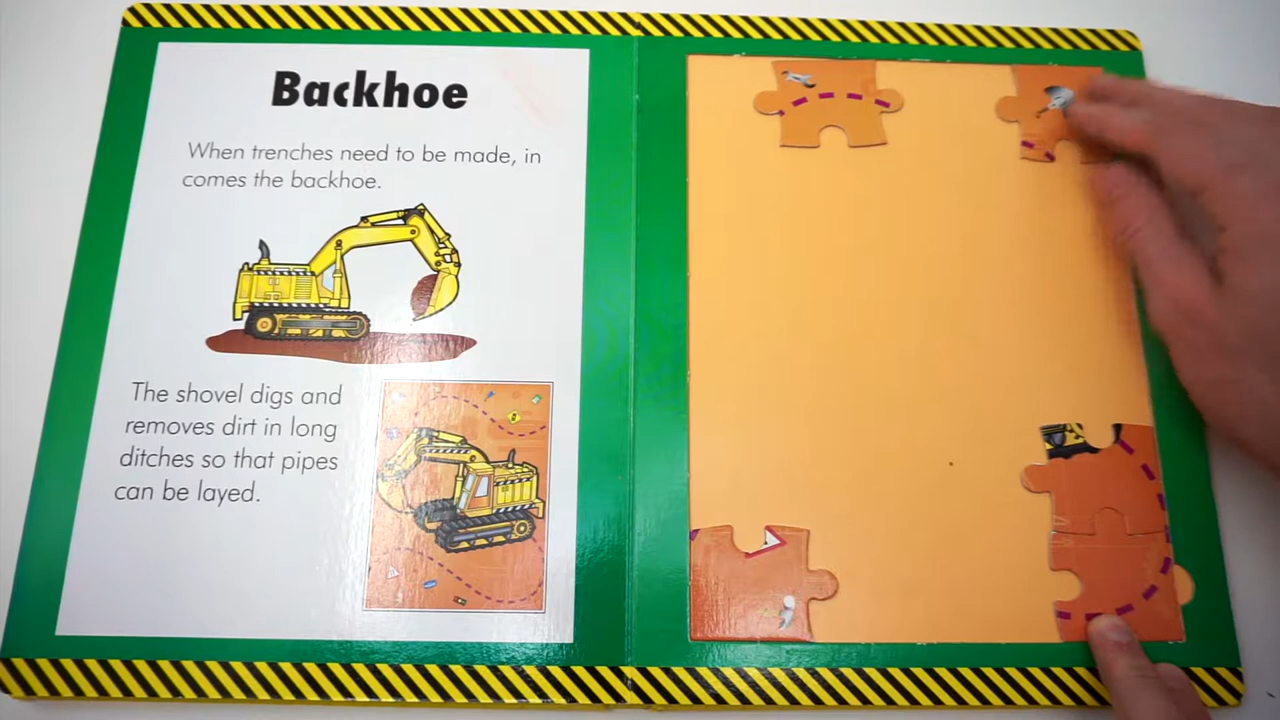 Backhoe
When trenches need to be made, in
comes the backhoe.
The shovel digs and
removes dirt in long
ditches so that pipes
can be layed.